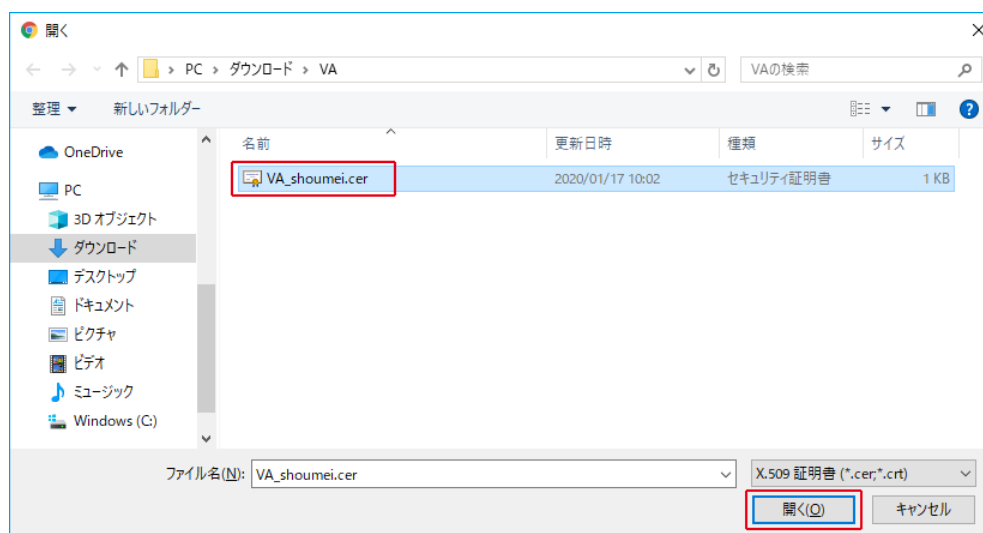 開く
PC › ダウンロード › VA
VAの検索
整理
新しいフォルダー
名前
更新日時
種類
サイズ
VA_shoumei.cer
2020/01/17 10:02
セキュリティ証明書
1 KB
OneDrive
PC
3D オブジェクト
ダウンロード
デスクトップ
ドキュメント
ピクチャ
ビデオ
ミュージック
Windows (C:)
ファイル名(N):
VA_shoumei.cer
X.509 証明書 (*.cer;*.crt)
開く(O)
キャンセル